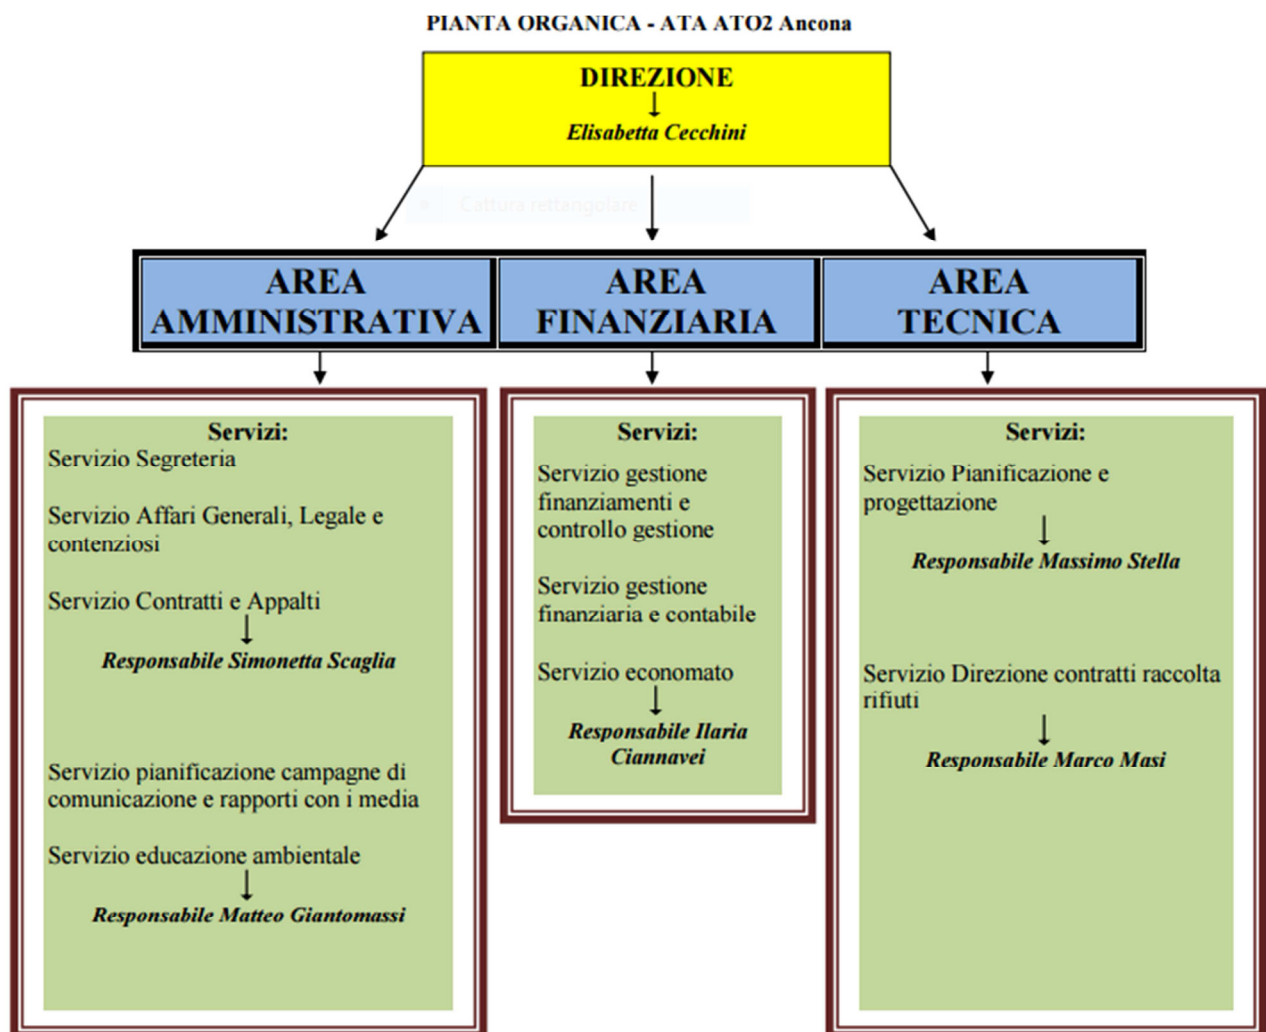 PIANTA ORGANICA - ATA ATO2 Ancona
DIREZIONE
Elisabetta Cecchini
Cattura rettangolare
AREA
AMMINISTRATIVA
AREA
FINANZIARIA
AREA
TECNICA
Servizi:
Servizio Segreteria
Servizio Affari Generali, Legale e
contenziosi
Servizio Contratti e Appalti
Responsabile Simonetta Scaglia
Servizio pianificazione campagne di
comunicazione e rapporti con i media
Servizio educazione ambientale
Responsabile Matteo Giantomassi
Servizi:
Servizio gestione
finanziamenti e
controllo gestione
Servizio gestione
finanziaria e contabile
Servizio economato
Responsabile Ilaria
Ciannavei
Servizi:
Servizio Pianificazione e
progettazione
Responsabile Massimo Stella
Servizio Direzione contratti raccolta
rifiuti
Responsabile Marco Masi